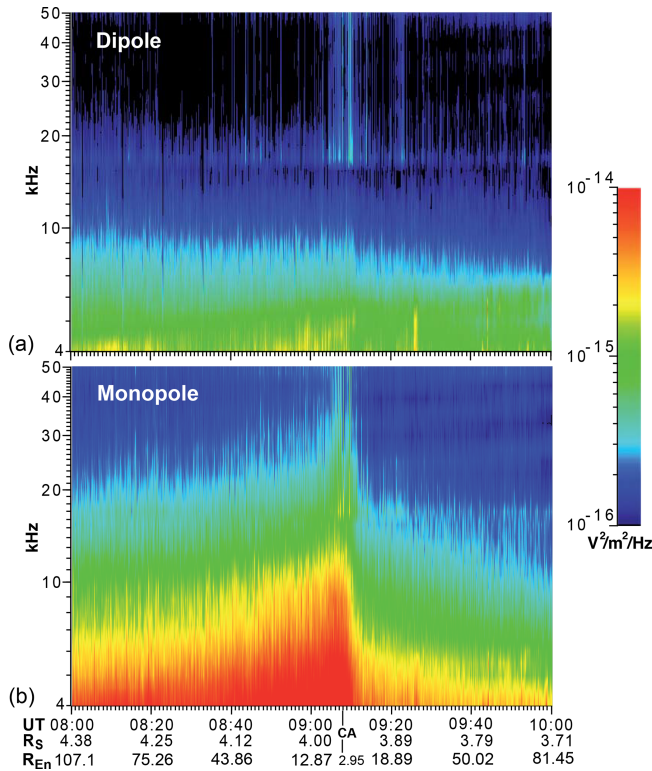 50
Dipole
40
30
20
kHz
10
(a)
4
50
Monopole
40
30
20
kHz
10
(b)
4
10-14
10-15
10-16
V2/m2/Hz
UT 08:00 08:20 08:40 09:00 CA 09:20 09:40 10:00
RS 4.38 4.25 4.12 4.00 3.89 3.79 3.71
REn 107.1 75.26 43.86 12.87 2.95 18.89 50.02 81.45